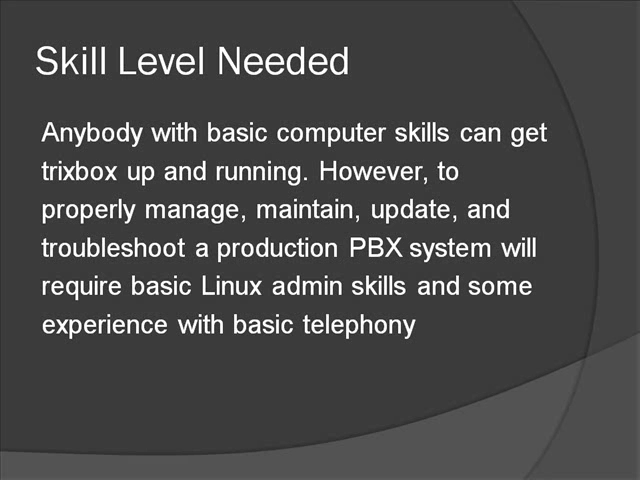 Skill Level Needed
Anybody with basic computer skills can get
trixbox up and running. However, to
properly manage, maintain, update, and
troubleshoot a production PBX system will
require basic Linux admin skills and some
experience with basic telephony